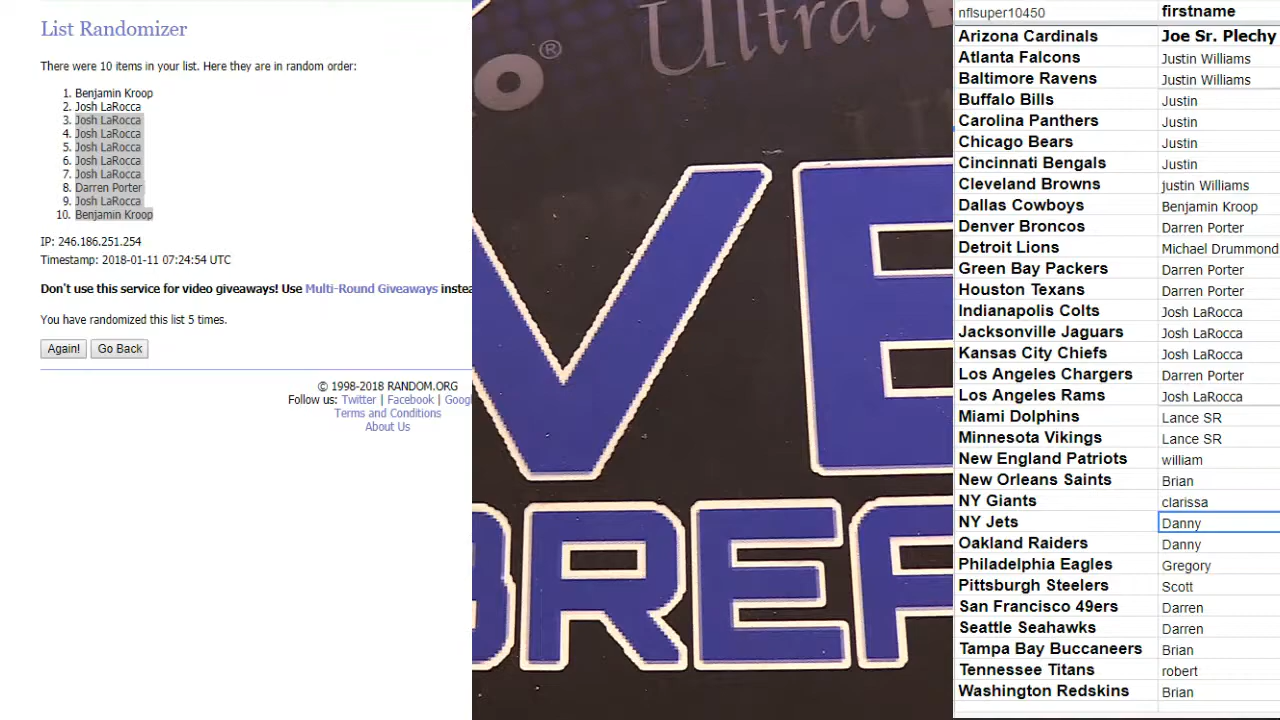 List Randomizer
There were 10 items in your list. Here they are in random order:
1. Benjamin Kroop
2. Josh LaRocca
3. Josh LaRocca
4. Josh LaRocca
5. Josh LaRocca
6. Josh LaRocca
7. Josh LaRocca
8. Darren Porter
9. Josh LaRocca
10. Benjamin Kroop
IP: 246.186.251.254
Timestamp: 2018-01-11 07:24:54 UTC
Don't use this service for video giveaways! Use Multi-Round Giveaways instea
You have randomized this list 5 times.
Again! Go Back
© 1998-2018 RANDOM.ORG
Follow us: Twitter | Facebook | Goog
Terms and Conditions
About Us
Ultra
®
VE
BREA
nflsuper10450 firstname
Arizona Cardinals Joe Sr. Plechy
Atlanta Falcons Justin Williams
Baltimore Ravens Justin Williams
Buffalo Bills Justin
Carolina Panthers Justin
Chicago Bears Justin
Cincinnati Bengals Justin
Cleveland Browns justin Williams
Dallas Cowboys Benjamin Kroop
Denver Broncos Darren Porter
Detroit Lions Michael Drummond
Green Bay Packers Darren Porter
Houston Texans Darren Porter
Indianapolis Colts Josh LaRocca
Jacksonville Jaguars Josh LaRocca
Kansas City Chiefs Josh LaRocca
Los Angeles Chargers Darren Porter
Los Angeles Rams Josh LaRocca
Miami Dolphins Lance SR
Minnesota Vikings Lance SR
New England Patriots william
New Orleans Saints Brian
NY Giants clarissa
NY Jets Danny
Oakland Raiders Danny
Philadelphia Eagles Gregory
Pittsburgh Steelers Scott
San Francisco 49ers Darren
Seattle Seahawks Darren
Tampa Bay Buccaneers Brian
Tennessee Titans robert
Washington Redskins Brian